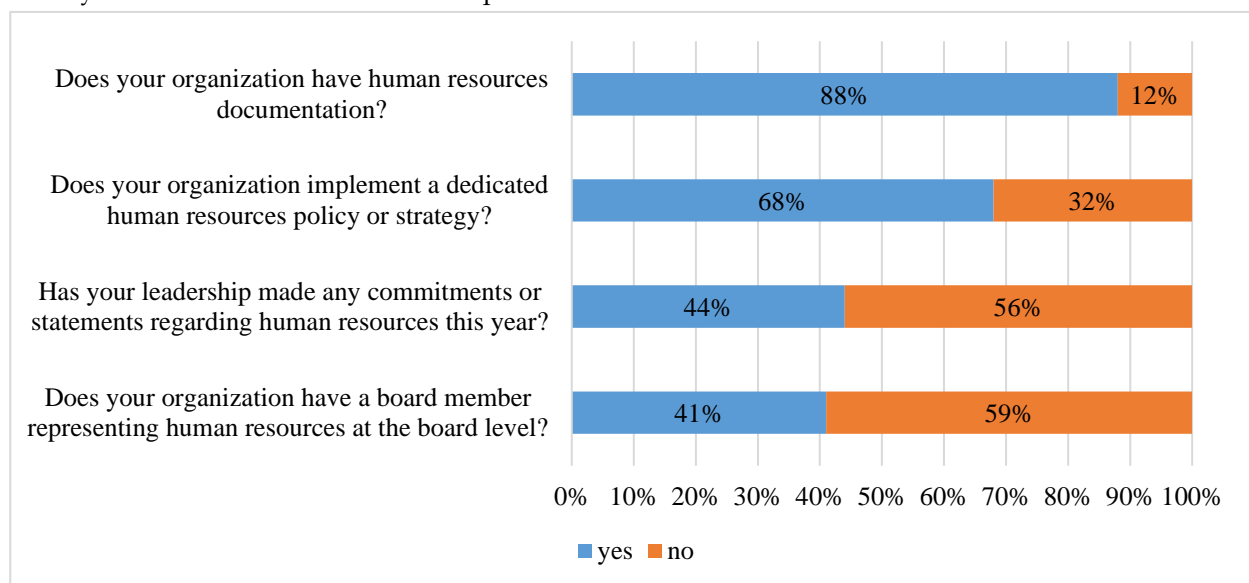 Does your organization have human resources
documentation?
88% 12%
Does your organization implement a dedicated
human resources policy or strategy?
68% 32%
Has your leadership made any commitments or
statements regarding human resources this year?
44% 56%
Does your organization have a board member
representing human resources at the board level?
41% 59%
0% 10% 20% 30% 40% 50% 60% 70% 80% 90% 100%
yes no